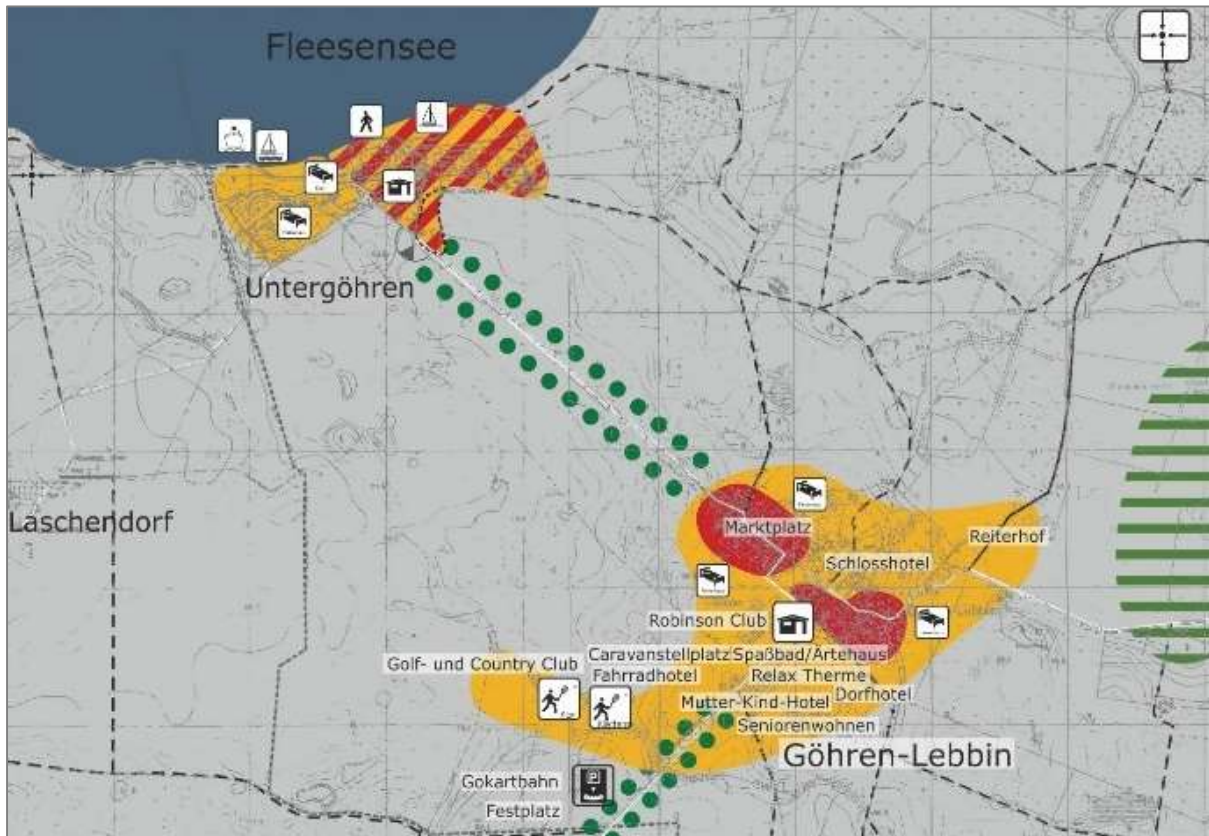 Fleesensee
Untergöhren
Laschendorf
Marktplatz
Reiterhof
Schlosshotel
Robinson Club
Caravanstellplatz Spaßbad/Artehaus
Golf- und Country Club
Fahrradhotel
Relax Therme
Dorfhotel
Mutter-Kind-Hotel
Seniorenwohnen
Göhren-Lebbin
Gokartbahn
P
Festplatz